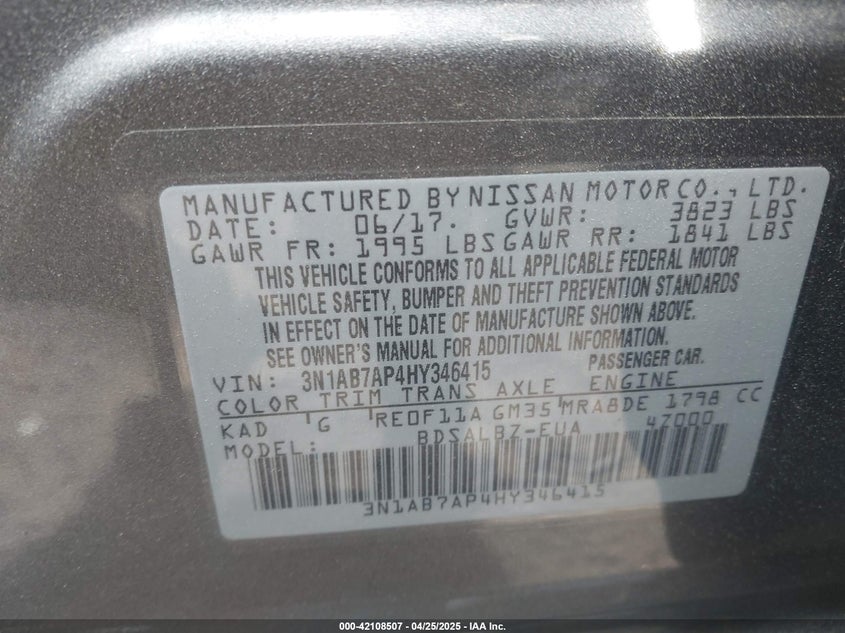 MANUFACTURED BY NISSAN MOTOR CO., LTD.
DATE: 06/17. GVWR: 3823 LBS
GAWR FR: 1995 LBS GAWR RR: 1841 LBS
THIS VEHICLE CONFORMS TO ALL APPLICABLE FEDERAL MOTOR
VEHICLE SAFETY, BUMPER AND THEFT PREVENTION STANDARDS
IN EFFECT ON THE DATE OF MANUFACTURE SHOWN ABOVE.
SEE OWNER'S MANUAL FOR ADDITIONAL INFORMATION.
VIN: 3N1AB7AP4HY346415 PASSENGER CAR.
COLOR TRIM TRANS AXLE ENGINE
KAD G RE0F11A GM35 MRA8DE 1798 CC
MODEL: BDSALBZ-EUA 47000
3N1AB7AP4HY346415
000-42108507 - 04/25/2025 - IAA Inc.